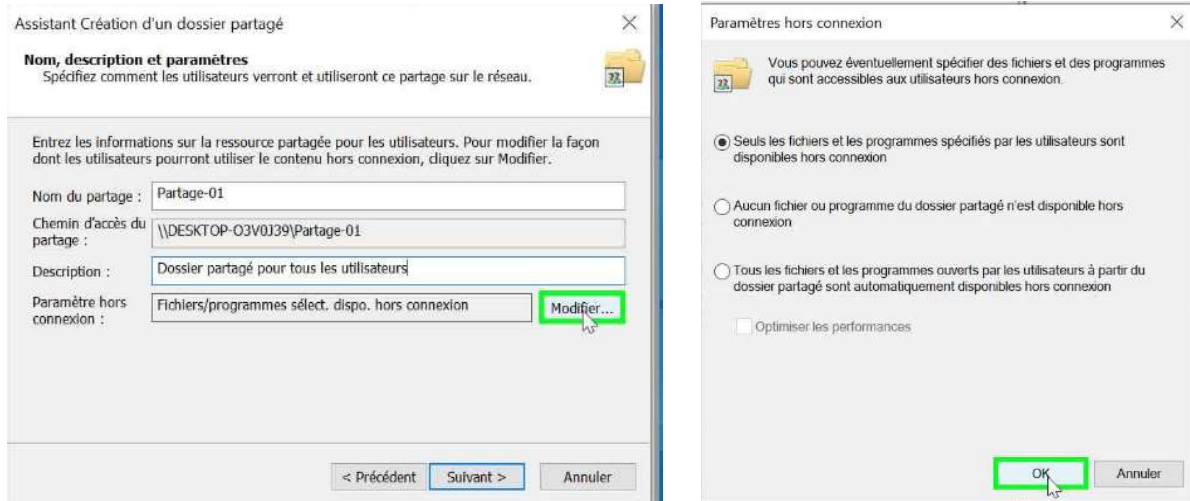 Assistant Création d'un dossier partagé
Nom, description et paramètres
Spécifiez comment les utilisateurs verront et utiliseront ce partage sur le réseau.
Entrez les informations sur la ressource partagée pour les utilisateurs. Pour modifier la façon
dont les utilisateurs pourront utiliser le contenu hors connexion, cliquez sur Modifier.
Nom du partage : Partage-01
Chemin d'accès du
partage : \\DESKTOP-O3V0J39\Partage-01
Description : Dossier partagé pour tous les utilisateurs
Paramètre hors
connexion : Fichiers/programmes sélect. dispo. hors connexion Modifier...
< Précédent Suivant > Annuler
Paramètres hors connexion
Vous pouvez éventuellement spécifier des fichiers et des programmes
qui sont accessibles aux utilisateurs hors connexion.
Seuls les fichiers et les programmes spécifiés par les utilisateurs sont
disponibles hors connexion
Aucun fichier ou programme du dossier partagé n'est disponible hors
connexion
Tous les fichiers et les programmes ouverts par les utilisateurs à partir du
dossier partagé sont automatiquement disponibles hors connexion
Optimiser les performances
OK Annuler